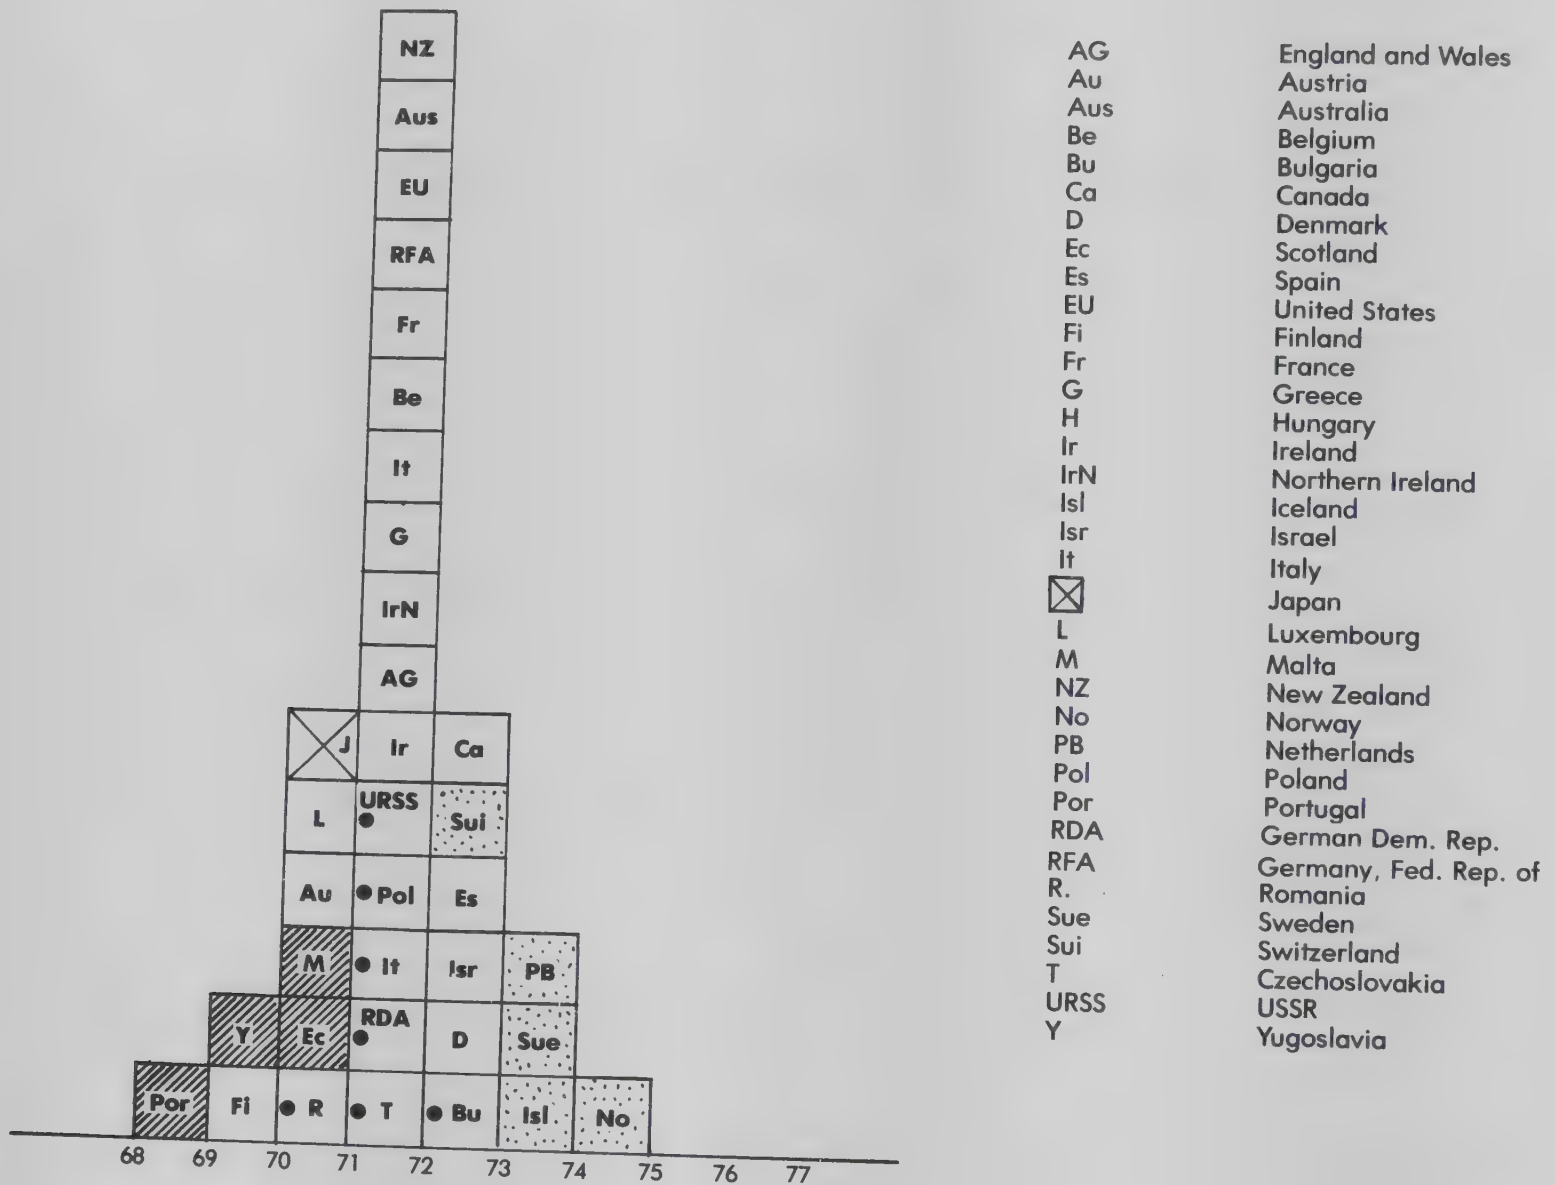 NZ
Aus
EU
RFA
Fr
Be
It
G
IrN
AG
J Ir Ca
L URSS Sui
Au Pol Es
M It Isr PB
Y Ec RDA D Sue
Por Fi R T Bu Isl No
68 69 70 71 72 73 74 75 76 77
AG England and Wales
Au Austria
Aus Australia
Be Belgium
Bu Bulgaria
Ca Canada
D Denmark
Ec Scotland
Es Spain
EU United States
Fi Finland
Fr France
G Greece
H Hungary
Ir Ireland
IrN Northern Ireland
Isl Iceland
Isr Israel
It Italy
Japan
L Luxembourg
M Malta
NZ New Zealand
No Norway
PB Netherlands
Pol Poland
Por Portugal
RDA German Dem. Rep.
RFA Germany, Fed. Rep. of
R. Romania
Sue Sweden
Sui Switzerland
T Czechoslovakia
URSS USSR
Y Yugoslavia